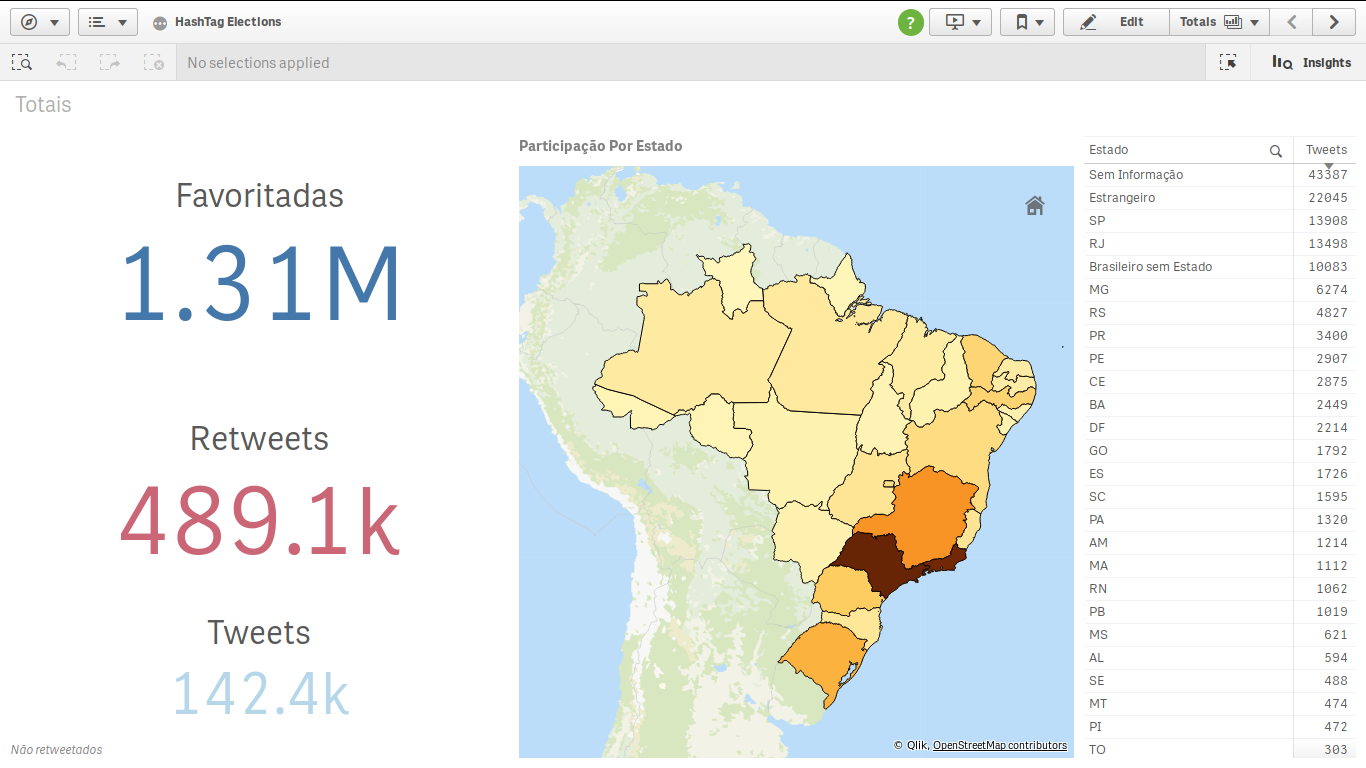 HashTag Elections
?
Edit
Totals
No selections applied
Insights
Totais
Favoritadas
1.31M
Retweets
489.1k
Tweets
142.4k
Não retweetados
Participação Por Estado
© Qlik, OpenStreetMap contributors
Estado Tweets
Sem Informação 43387
Estrangeiro 22045
SP 13908
RJ 13498
Brasileiro sem Estado 10083
MG 6274
RS 4827
PR 3400
PE 2907
CE 2875
BA 2449
DF 2214
GO 1792
ES 1726
SC 1595
PA 1320
AM 1214
MA 1112
RN 1062
PB 1019
MS 621
AL 594
SE 488
MT 474
PI 472
TO 303